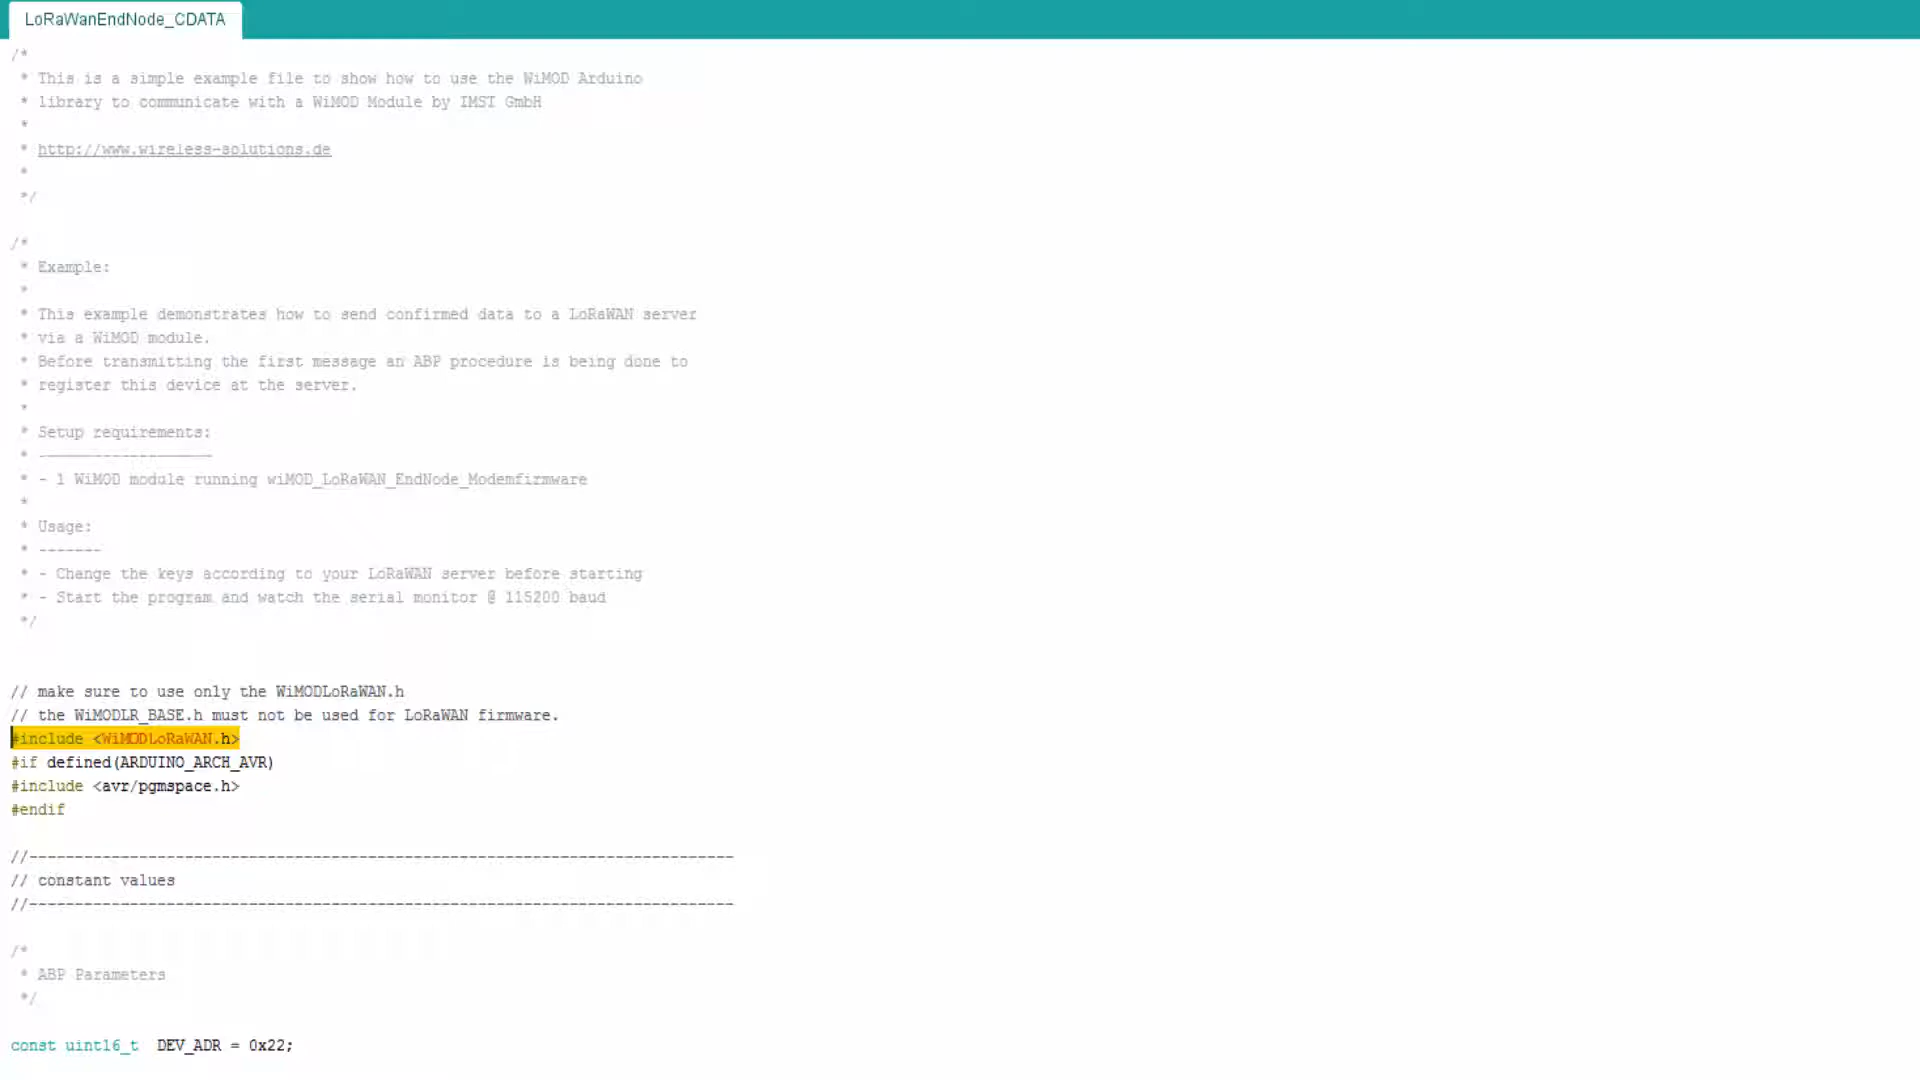 LoRaWanEndNode_CDATA
/*
* This is a simple example file to show how to use the WiMOD Arduino
* library to communicate with a WiMOD Module by IMST GmbH
*
* http://www.wireless-solutions.de
*
*/
/*
* Example:
*
* This example demonstrates how to send confirmed data to a LoRaWAN server
* via a WiMOD module.
* Before transmitting the first message an ABP procedure is being done to
* register this device at the server.
*
* Setup requirements:
* -------------------
* - 1 WiMOD module running wiMOD_LoRaWAN_EndNode_Modemfirmware
*
* Usage:
* -------
* - Change the keys according to your LoRaWAN server before starting
* - Start the program and watch the serial monitor @ 115200 baud
*/
// make sure to use only the WiMODLoRaWAN.h
// the WiMODLR_BASE.h must not be used for LoRaWAN firmware.
#include <WiMODLoRaWAN.h>
#if defined(ARDUINO_ARCH_AVR)
#include <avr/pgmspace.h>
#endif
//-----------------------------------------------------------------------------
// constant values
//-----------------------------------------------------------------------------
/*
* ABP Parameters
*/
const uint16_t  DEV_ADR = 0x22;